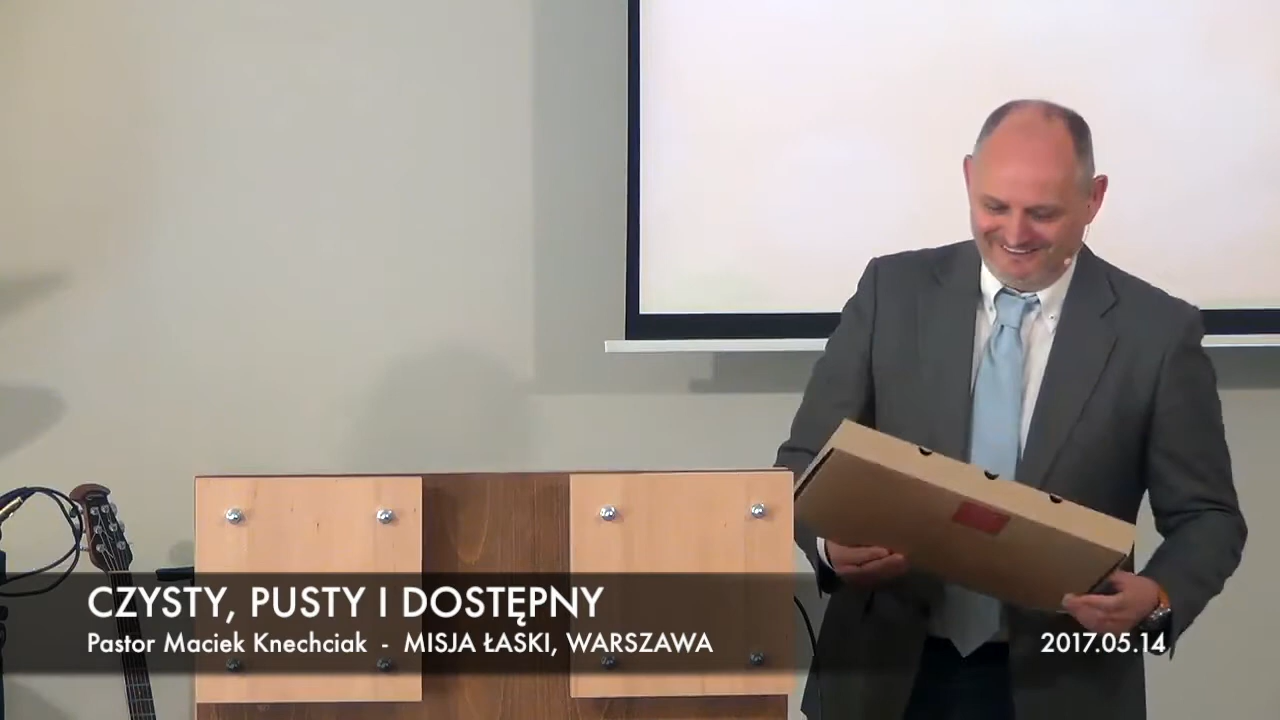 CZYSTY, PUSTY I DOSTĘPNY
Pastor Maciek Knechciak - MISJA ŁASKI, WARSZAWA
2017.05.14